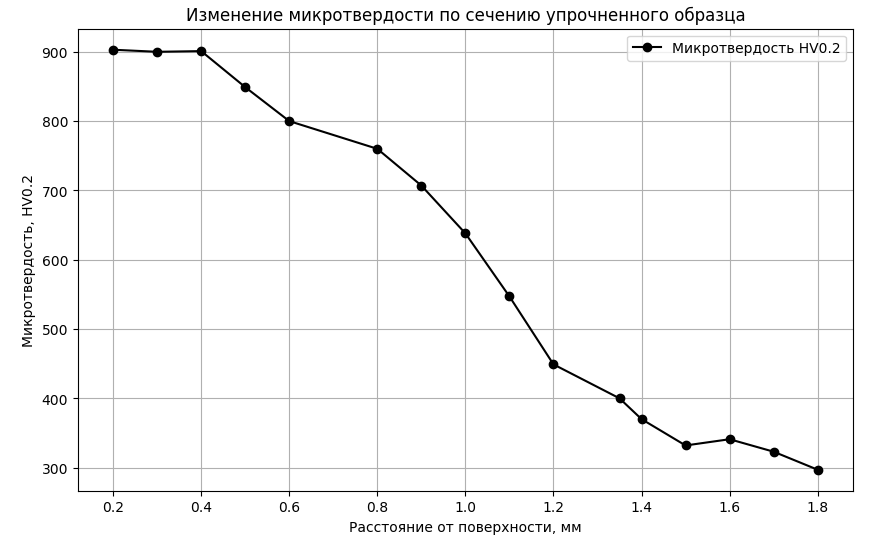 Изменение микротвердости по сечению упрочненного образца
Микротвердость HV0.2
900
800
700
600
500
400
300
Микротвердость, HV0.2
0.2 0.4 0.6 0.8 1.0 1.2 1.4 1.6 1.8
Расстояние от поверхности, мм